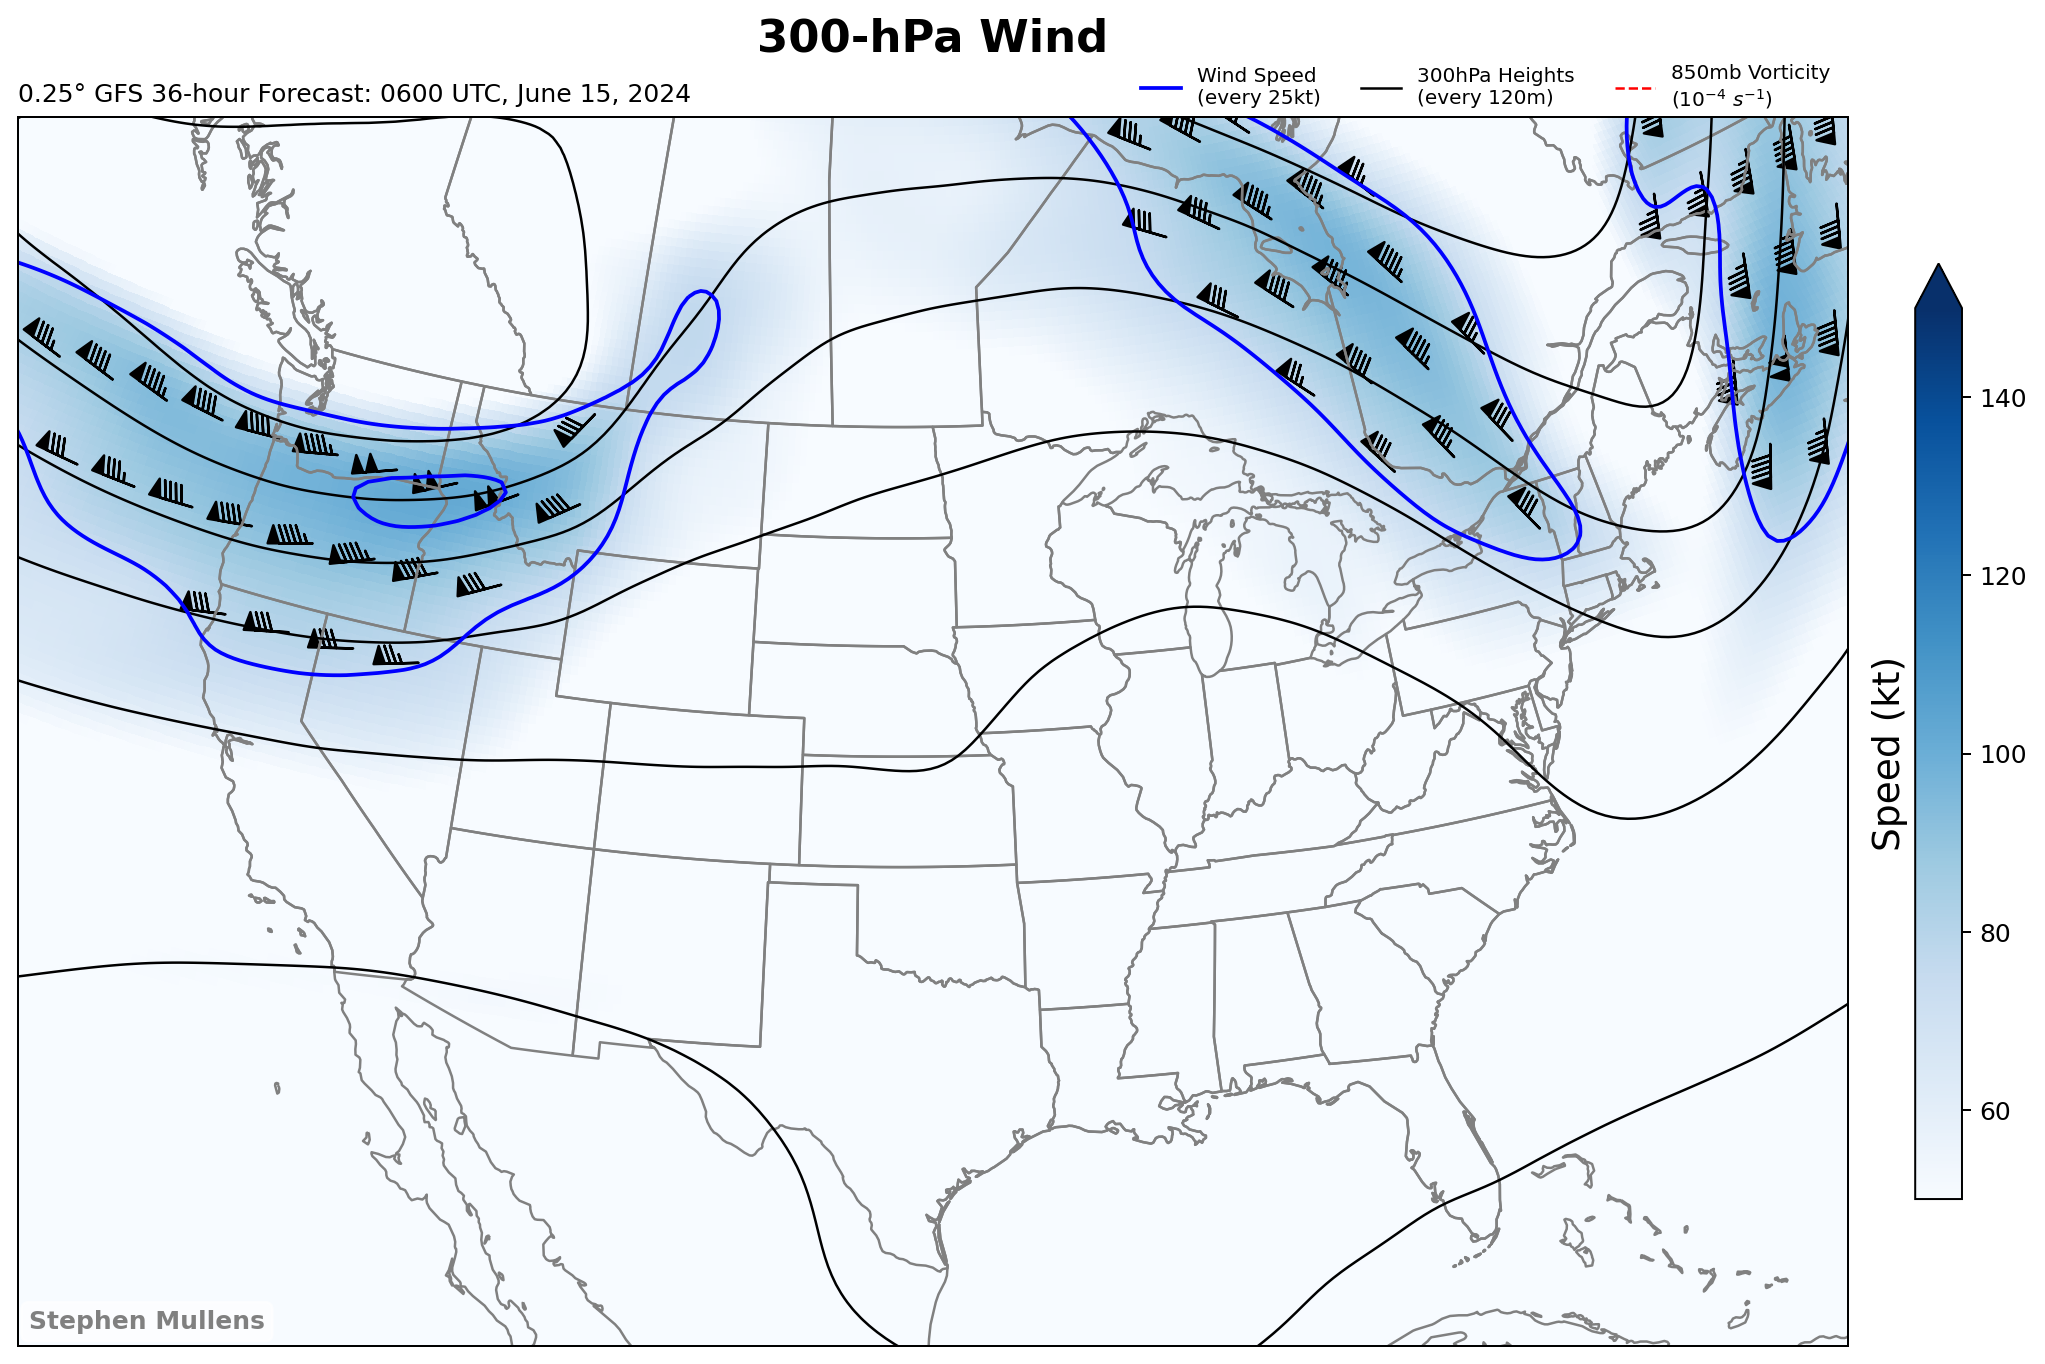 300-hPa Wind
0.25° GFS 36-hour Forecast: 0600 UTC, June 15, 2024
Wind Speed
(every 25kt)
300hPa Heights
(every 120m)
850mb Vorticity
(10⁻⁴ s⁻¹)
140
120
100
80
60
Speed (kt)
Stephen Mullens